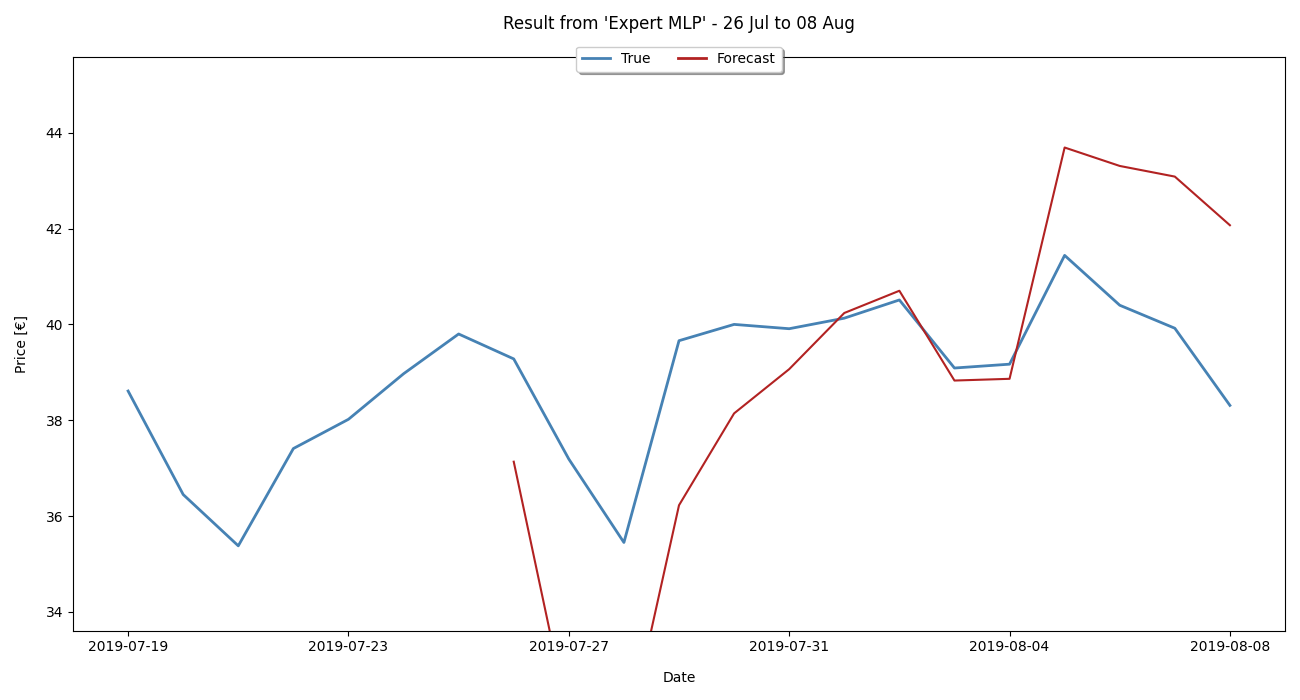 Result from 'Expert MLP' - 26 Jul to 08 Aug
True Forecast
Price [€]
44
42
40
38
36
34
2019-07-19 2019-07-23 2019-07-27 2019-07-31 2019-08-04 2019-08-08
Date